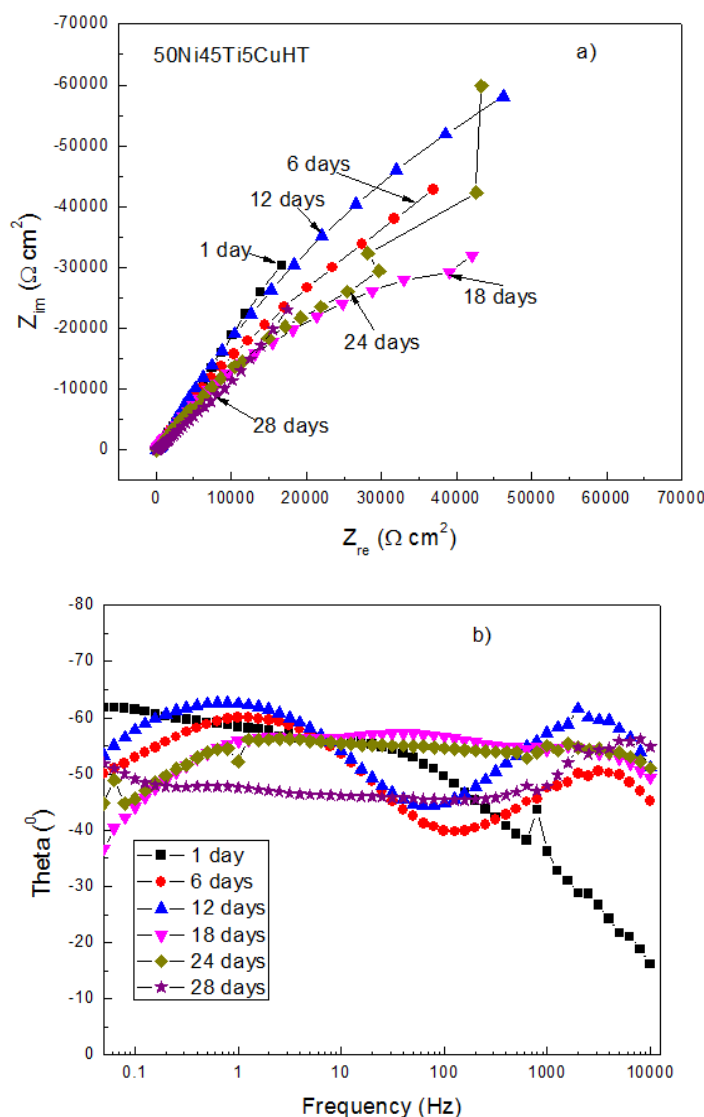 50Ni45Ti5CuHT
a)
-70000
-60000
-50000
-40000
-30000
-20000
-10000
0
Z_im (Ω cm²)
6 days
12 days
1 day
18 days
24 days
28 days
0 10000 20000 30000 40000 50000 60000 70000
Z_re (Ω cm²)
b)
-80
-70
-60
-50
-40
-30
-20
-10
0
Theta (⁰)
1 day
6 days
12 days
18 days
24 days
28 days
0.1 1 10 100 1000 10000
Frequency (Hz)